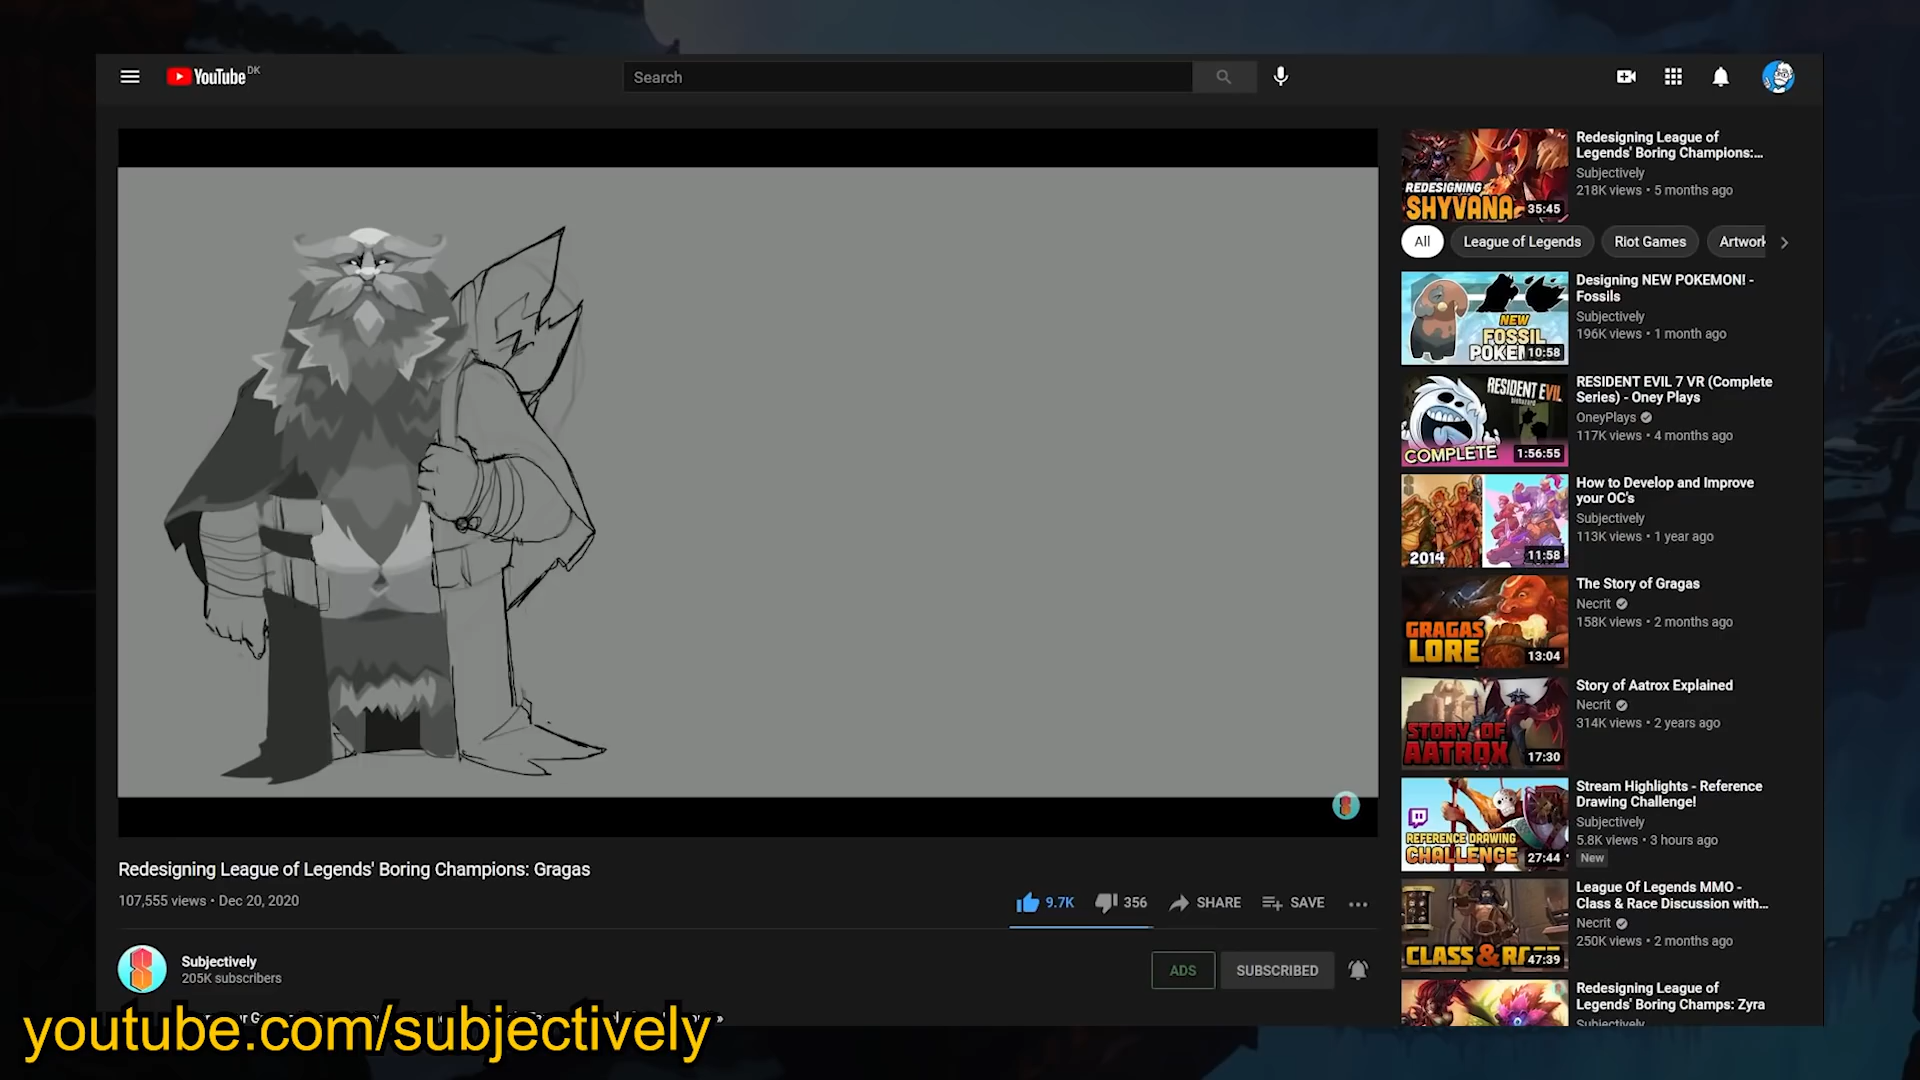 YouTube DK
Search
Redesigning League of Legends' Boring Champions: Gragas
107,555 views • Dec 20, 2020
9.7K
356
SHARE
SAVE
Subjectively
205K subscribers
ADS
SUBSCRIBED
youtube.com/subjectively
REDESIGNING
SHYVANA
35:45
Redesigning League of
Legends' Boring Champions:...
Subjectively
218K views • 5 months ago
All
League of Legends
Riot Games
Artwork
NEW
FOSSIL
10:58
Designing NEW POKEMON! -
Fossils
Subjectively
196K views • 1 month ago
RESIDENT EVIL
COMPLETE
1:56:55
RESIDENT EVIL 7 VR (Complete
Series) - Oney Plays
OneyPlays
117K views • 4 months ago
2014
11:58
How to Develop and Improve
your OC's
Subjectively
113K views • 1 year ago
GRAGAS
LORE
13:04
The Story of Gragas
Necrit
158K views • 2 months ago
STORY OF
AATROX
17:30
Story of Aatrox Explained
Necrit
314K views • 2 years ago
REFERENCE DRAWING
CHALLENGE
27:44
Stream Highlights - Reference
Drawing Challenge!
Subjectively
5.8K views • 3 hours ago
New
CLASS &
47:39
League Of Legends MMO -
Class & Race Discussion with...
Necrit
250K views • 2 months ago
Redesigning League of
Legends' Boring Champs: Zyra
Subjectively